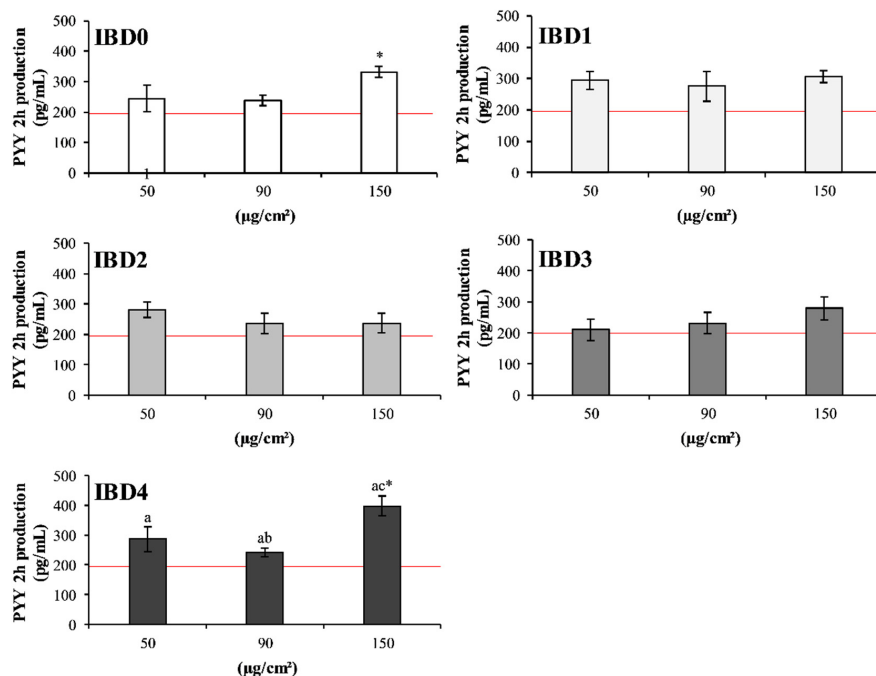 IBD0
PYY 2h production
(pg/mL)
500
400
300
200
100
0
*
50 90 150
(µg/cm²)
IBD1
PYY 2h production
(pg/mL)
500
400
300
200
100
0
50 90 150
(µg/cm²)
IBD2
PYY 2h production
(pg/mL)
500
400
300
200
100
0
50 90 150
(µg/cm²)
IBD3
PYY 2h production
(pg/mL)
500
400
300
200
100
0
50 90 150
(µg/cm²)
IBD4
PYY 2h production
(pg/mL)
500
400
300
200
100
0
a ab ac*
50 90 150
(µg/cm²)